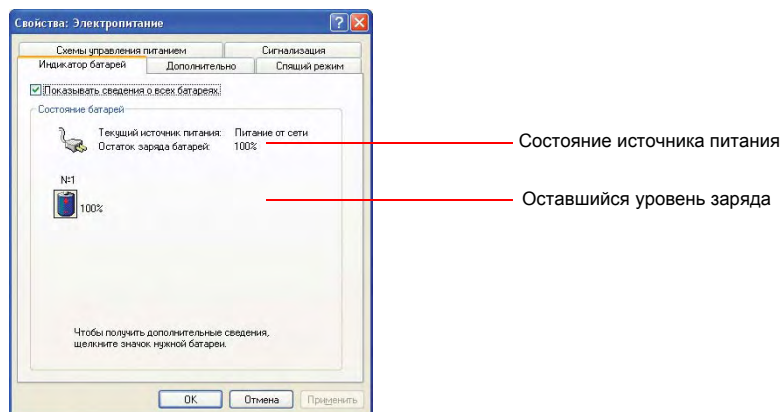 Свойства: Электропитание
Схемы управления питанием
Сигнализация
Индикатор батарей
Дополнительно
Спящий режим
Показывать сведения о всех батареях.
Состояние батарей
Текущий источник питания: Питание от сети
Остаток заряда батарей: 100%
Состояние источника питания
№1
100%
Оставшийся уровень заряда
Чтобы получить дополнительные сведения,
щелкните значок нужной батареи.
OK
Отмена
Применить